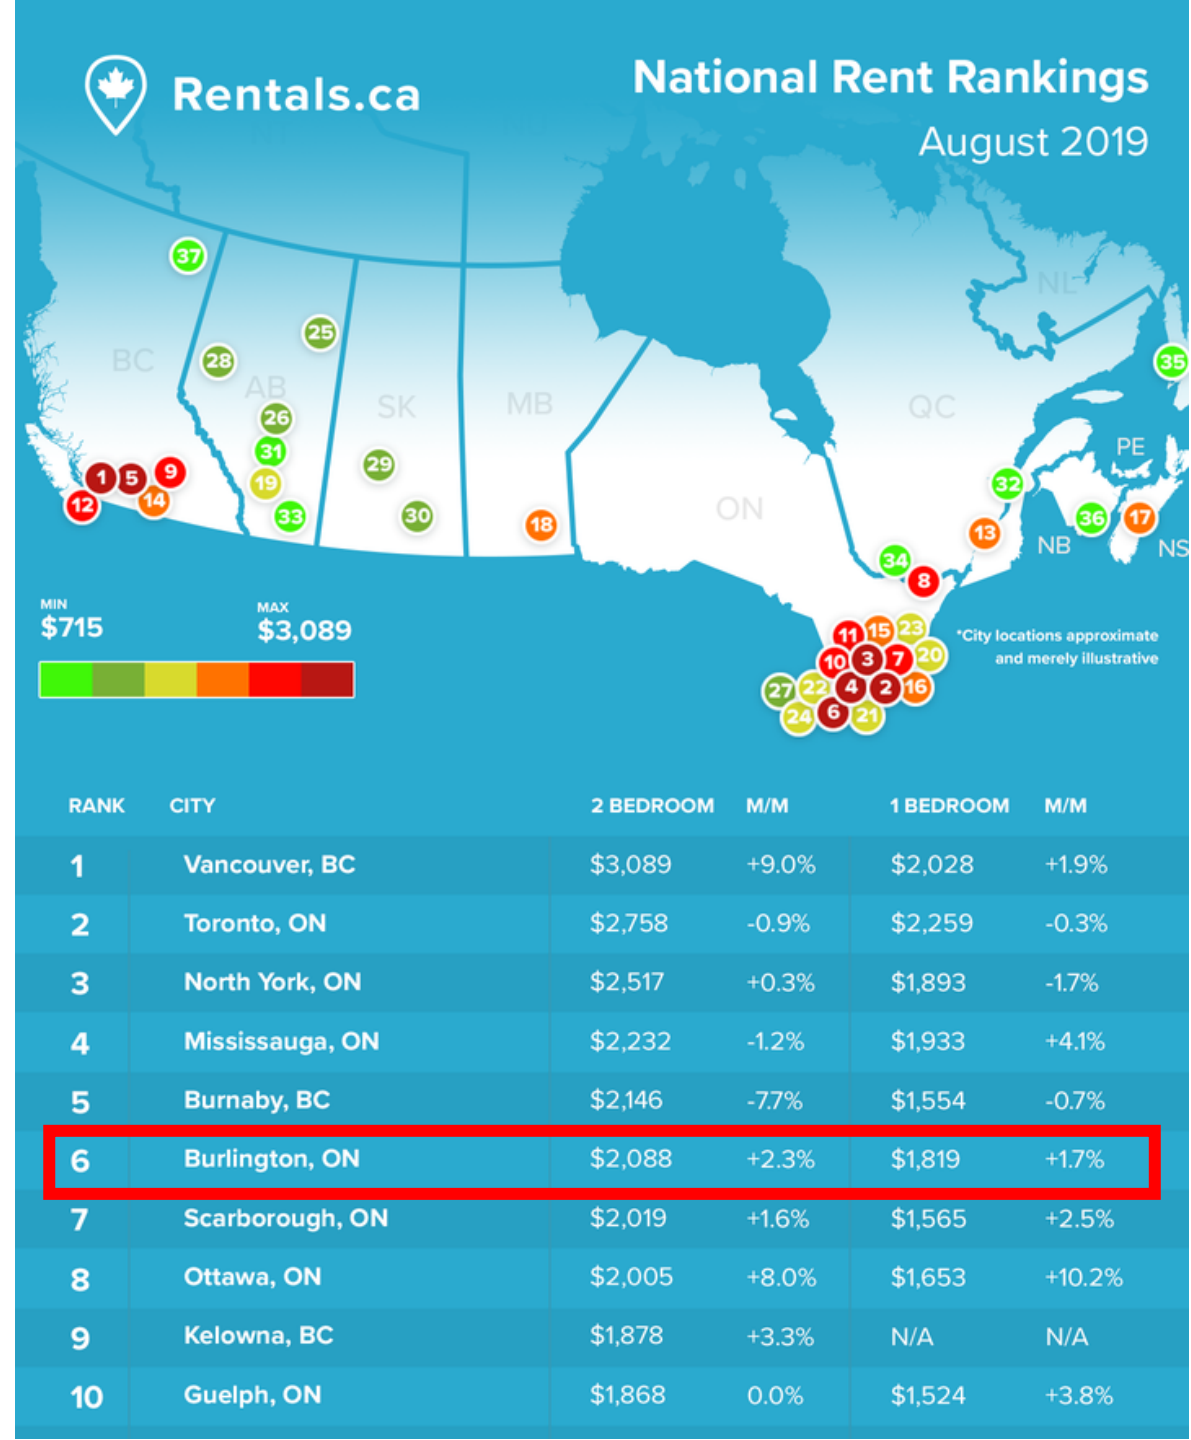 Rentals.ca
National Rent Rankings
August 2019
NL
BC
AB
SK
MB
ON
QC
PE
NB
NS
37
25
28
26
31
19
33
29
30
18
1
5
9
12
14
35
32
36
17
13
34
8
11
15
23
10
3
7
20
27
22
4
2
16
24
6
21
MIN
$715
MAX
$3,089
*City locations approximate
and merely illustrative
RANK CITY 2 BEDROOM M/M 1 BEDROOM M/M
1 Vancouver, BC $3,089 +9.0% $2,028 +1.9%
2 Toronto, ON $2,758 -0.9% $2,259 -0.3%
3 North York, ON $2,517 +0.3% $1,893 -1.7%
4 Mississauga, ON $2,232 -1.2% $1,933 +4.1%
5 Burnaby, BC $2,146 -7.7% $1,554 -0.7%
6 Burlington, ON $2,088 +2.3% $1,819 +1.7%
7 Scarborough, ON $2,019 +1.6% $1,565 +2.5%
8 Ottawa, ON $2,005 +8.0% $1,653 +10.2%
9 Kelowna, BC $1,878 +3.3% N/A N/A
10 Guelph, ON $1,868 0.0% $1,524 +3.8%